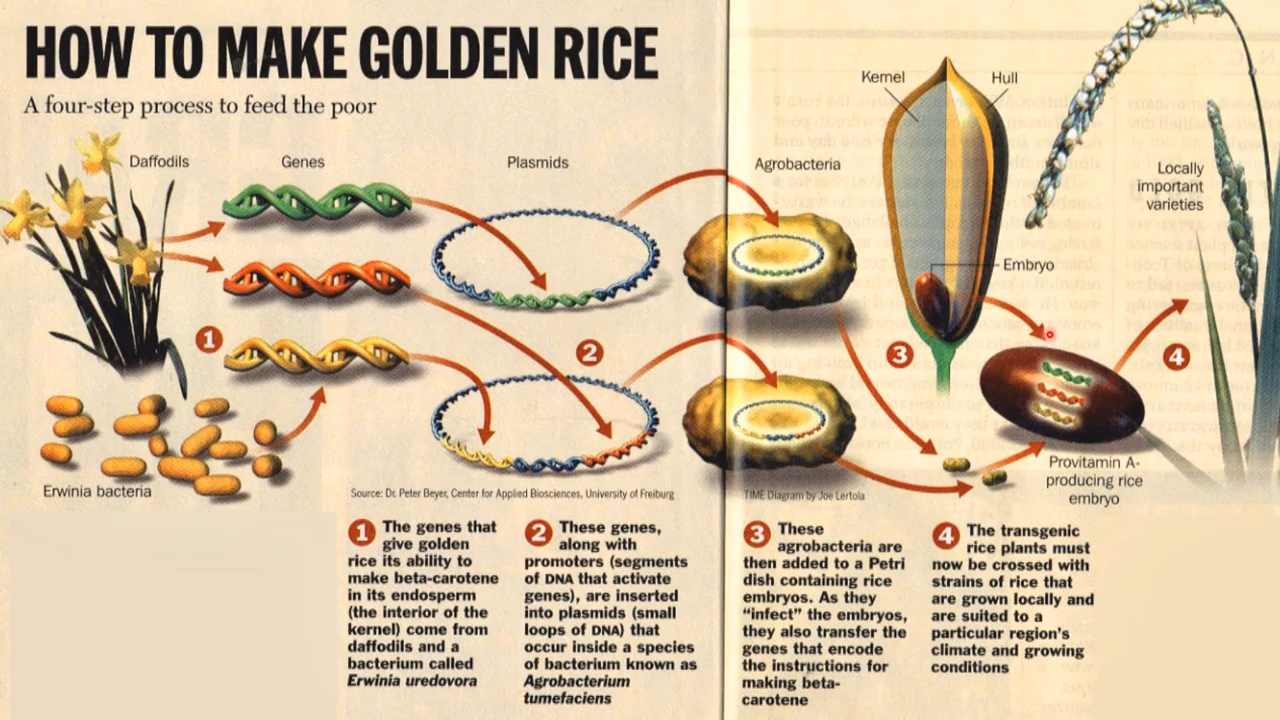 HOW TO MAKE GOLDEN RICE
A four-step process to feed the poor
Daffodils
Genes
Plasmids
Agrobacteria
Kernel
Hull
Locally
important
varieties
Embryo
1
2
3
4
Erwinia bacteria
Provitamin A-
producing rice
embryo
Source: Dr. Peter Beyer, Center for Applied Biosciences, University of Freiburg
TIME Diagram by Joe Lertola
1 The genes that
give golden
rice its ability to
make beta-carotene
in its endosperm
(the interior of the
kernel) come from
daffodils and a
bacterium called
Erwinia uredovora
2 These genes,
along with
promoters (segments
of DNA that activate
genes), are inserted
into plasmids (small
loops of DNA) that
occur inside a species
of bacterium known as
Agrobacterium
tumefaciens
3 These
agrobacteria are
then added to a Petri
dish containing rice
embryos. As they
“infect” the embryos,
they also transfer the
genes that encode
the instructions for
making beta-
carotene
4 The transgenic
rice plants must
now be crossed with
strains of rice that
are grown locally and
are suited to a
particular region's
climate and growing
conditions